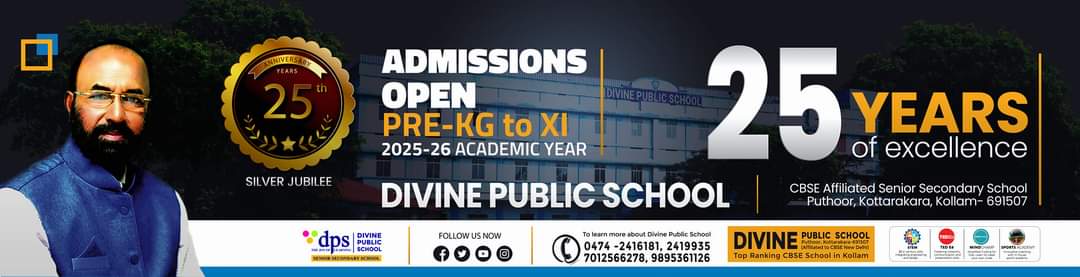 ANNIVERSARY
YEARS
25th
SILVER JUBILEE
ADMISSIONS
OPEN
PRE-KG to XI
2025-26 ACADEMIC YEAR
DIVINE PUBLIC SCHOOL
DIVINE PUBLIC SCHOOL
25 YEARS
of excellence
CBSE Affiliated Senior Secondary School
Puthoor, Kottarakara, Kollam- 691507
dps
DIVINE
PUBLIC
SCHOOL
SENIOR SECONDARY SCHOOL
FOLLOW US NOW
To learn more about Divine Public School
0474 -2416181, 2419935
7012566278, 9895361126
DIVINE PUBLIC SCHOOL
Puthoor, Kottarakara-691507
(Affiliated to CBSE New Delhi)
Top Ranking CBSE School in Kollam
STEM
TED Ed
MIND CHAMP
SPORTS ACADEMY